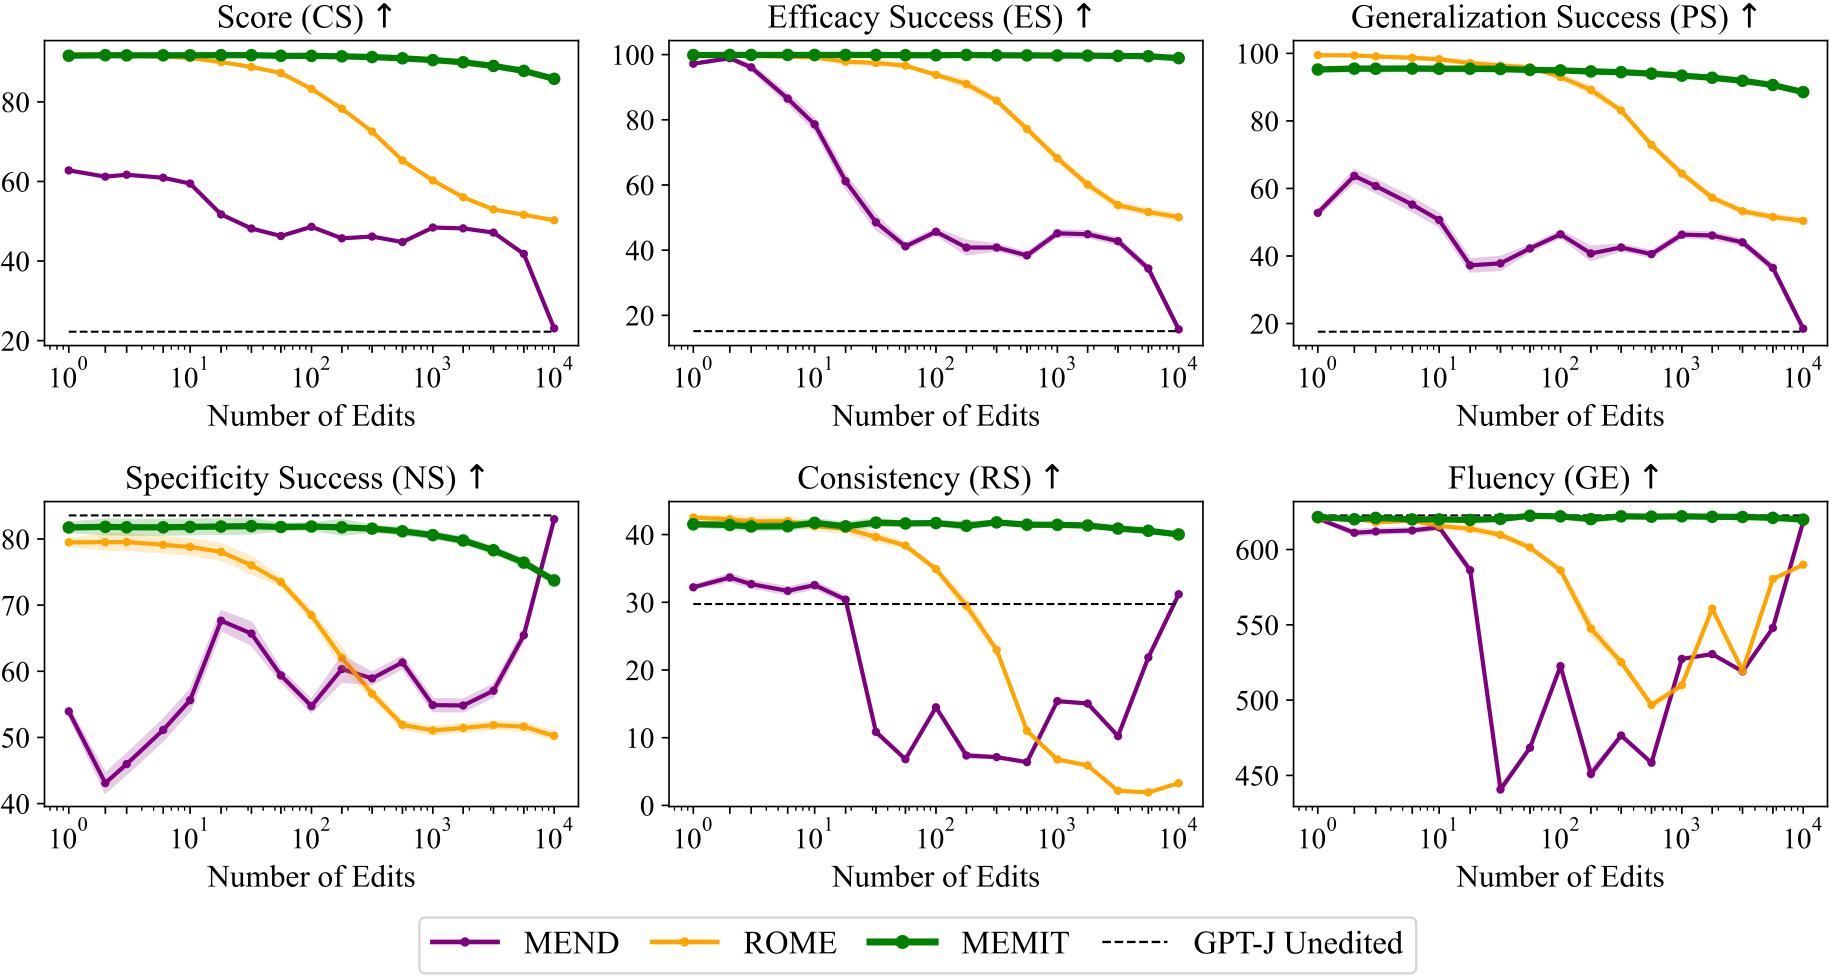 Score (CS) ↑
80
60
40
20
10^0 10^1 10^2 10^3 10^4
Number of Edits
Efficacy Success (ES) ↑
100
80
60
40
20
10^0 10^1 10^2 10^3 10^4
Number of Edits
Generalization Success (PS) ↑
100
80
60
40
20
10^0 10^1 10^2 10^3 10^4
Number of Edits
Specificity Success (NS) ↑
80
70
60
50
40
10^0 10^1 10^2 10^3 10^4
Number of Edits
Consistency (RS) ↑
40
30
20
10
0
10^0 10^1 10^2 10^3 10^4
Number of Edits
Fluency (GE) ↑
600
550
500
450
10^0 10^1 10^2 10^3 10^4
Number of Edits
MEND ROME MEMIT GPT-J Unedited